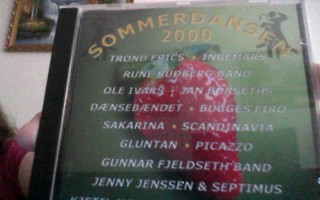 SOMMERDANSEN
2000
TROND ERICS • INGEMARS
RUNE RUDBERG BAND
OLE IVARS • JAN BØRSETHS
DÆNSEBÆNDET • BUGGES FIRO
SAKARINA • SCANDINAVIA
GLUNTAN • PICAZZO
GUNNAR FJELDSETH BAND
JENNY JENSSEN & SEPTIMUS